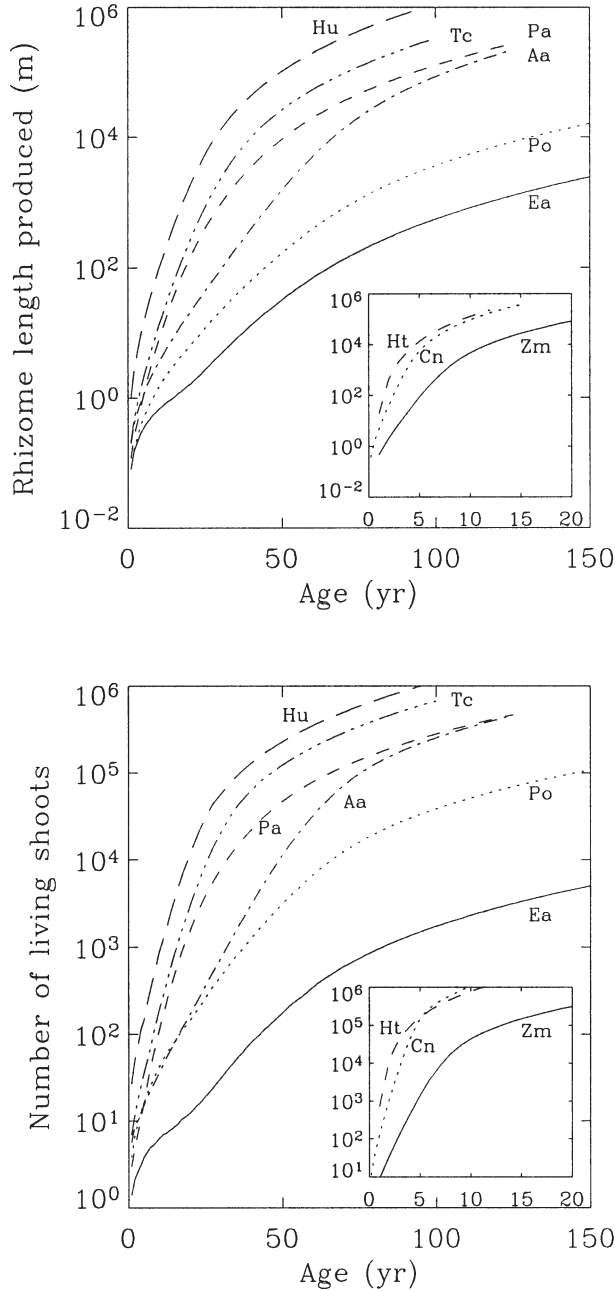 Rhizome length produced (m)
10^6
10^4
10^2
10^0
10^-2
Hu
Tc
Pa
Aa
Po
Ea
10^6
10^4
10^2
10^0
10^-2
Ht
Cn
Zm
0 5 10 15 20
0 50 100 150
Age (yr)
Number of living shoots
10^6
10^5
10^4
10^3
10^2
10^1
10^0
Hu
Tc
Pa
Aa
Po
Ea
10^6
10^5
10^4
10^3
10^2
10^1
Ht
Cn
Zm
0 5 10 15 20
0 50 100 150
Age (yr)